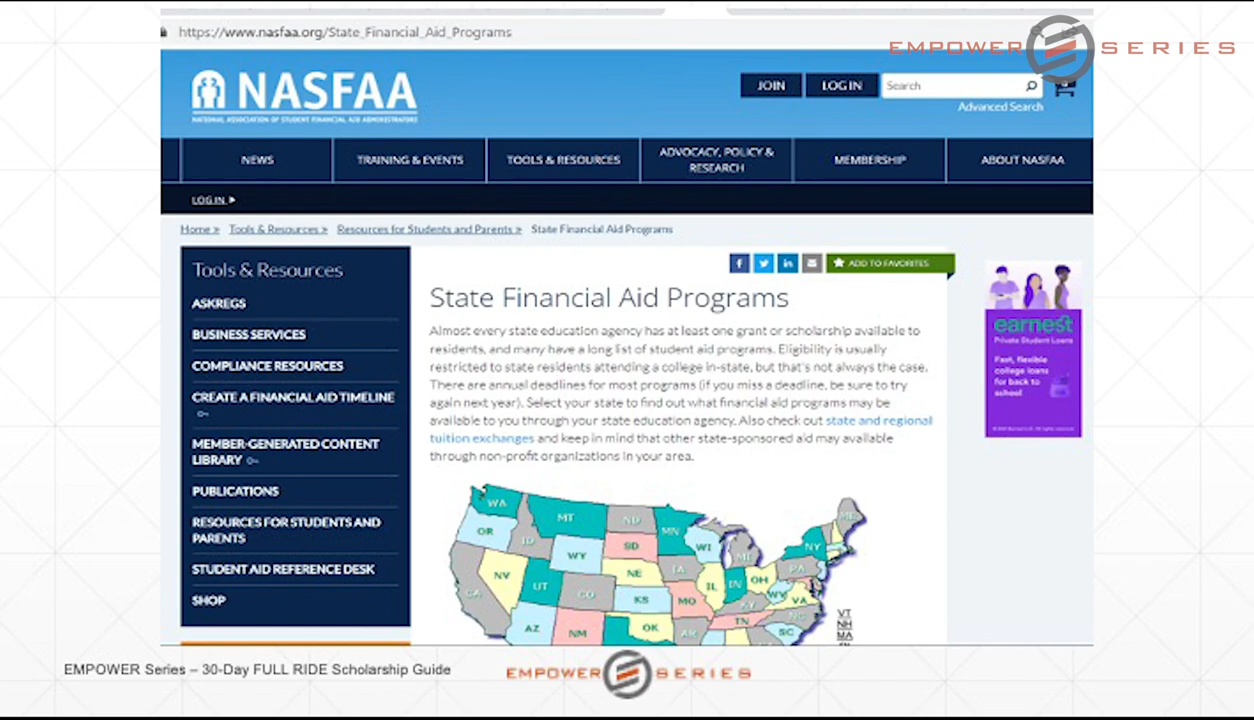 https://www.nasfaa.org/State_Financial_Aid_Programs
EMPOWER SERIES
NASFAA
NATIONAL ASSOCIATION OF STUDENT FINANCIAL AID ADMINISTRATORS
JOIN
LOG IN
Search
Advanced Search
NEWS
TRAINING & EVENTS
TOOLS & RESOURCES
ADVOCACY, POLICY &
RESEARCH
MEMBERSHIP
ABOUT NASFAA
LOG IN
Home » Tools & Resources » Resources for Students and Parents » State Financial Aid Programs
Tools & Resources
ASKREGS
BUSINESS SERVICES
COMPLIANCE RESOURCES
CREATE A FINANCIAL AID TIMELINE
MEMBER-GENERATED CONTENT
LIBRARY
PUBLICATIONS
RESOURCES FOR STUDENTS AND
PARENTS
STUDENT AID REFERENCE DESK
SHOP
ADD TO FAVORITES
State Financial Aid Programs
Almost every state education agency has at least one grant or scholarship available to
residents, and many have a long list of student aid programs. Eligibility is usually
restricted to state residents attending a college in-state, but that's not always the case.
There are annual deadlines for most programs (if you miss a deadline, be sure to try
again next year). Select your state to find out what financial aid programs may be
available to you through your state education agency. Also check out state and regional
tuition exchanges and keep in mind that other state-sponsored aid may available
through non-profit organizations in your area.
earnest
Private Student Loans
Fast, flexible
college loans
for back to
school
WA
MT
ND
MN
ME
OR
ID
SD
WI
MI
NY
WY
IA
PA
NV
NE
IL
IN
OH
CA
UT
CO
KS
MO
WV
VA
KY
NC
AZ
NM
OK
AR
TN
SC
VT
NH
MA
EMPOWER Series – 30-Day FULL RIDE Scholarship Guide
EMPOWER SERIES